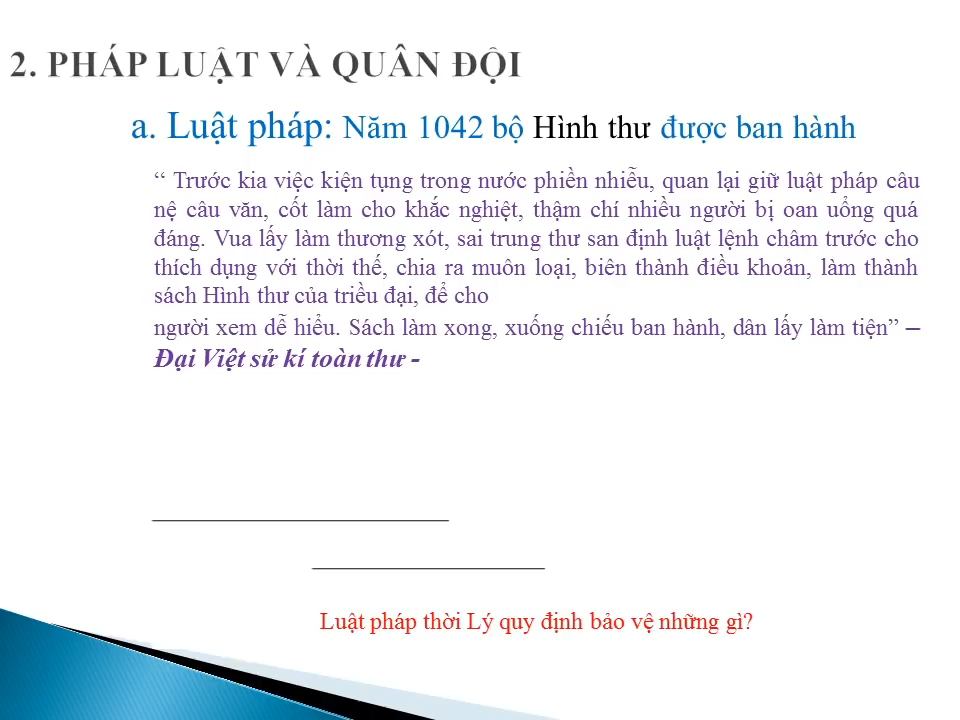 2. PHÁP LUẬT VÀ QUÂN ĐỘI
a. Luật pháp: Năm 1042 bộ Hình thư được ban hành
“ Trước kia việc kiện tụng trong nước phiền nhiễu, quan lại giữ luật pháp câu
nệ câu văn, cốt làm cho khắc nghiệt, thậm chí nhiều người bị oan uổng quá
đáng. Vua lấy làm thương xót, sai trung thư san định luật lệnh châm trước cho
thích dụng với thời thế, chia ra muôn loại, biên thành điều khoản, làm thành
sách Hình thư của triều đại, để cho
người xem dễ hiểu. Sách làm xong, xuống chiếu ban hành, dân lấy làm tiện” –
Đại Việt sử kí toàn thư -
Luật pháp thời Lý quy định bảo vệ những gì?